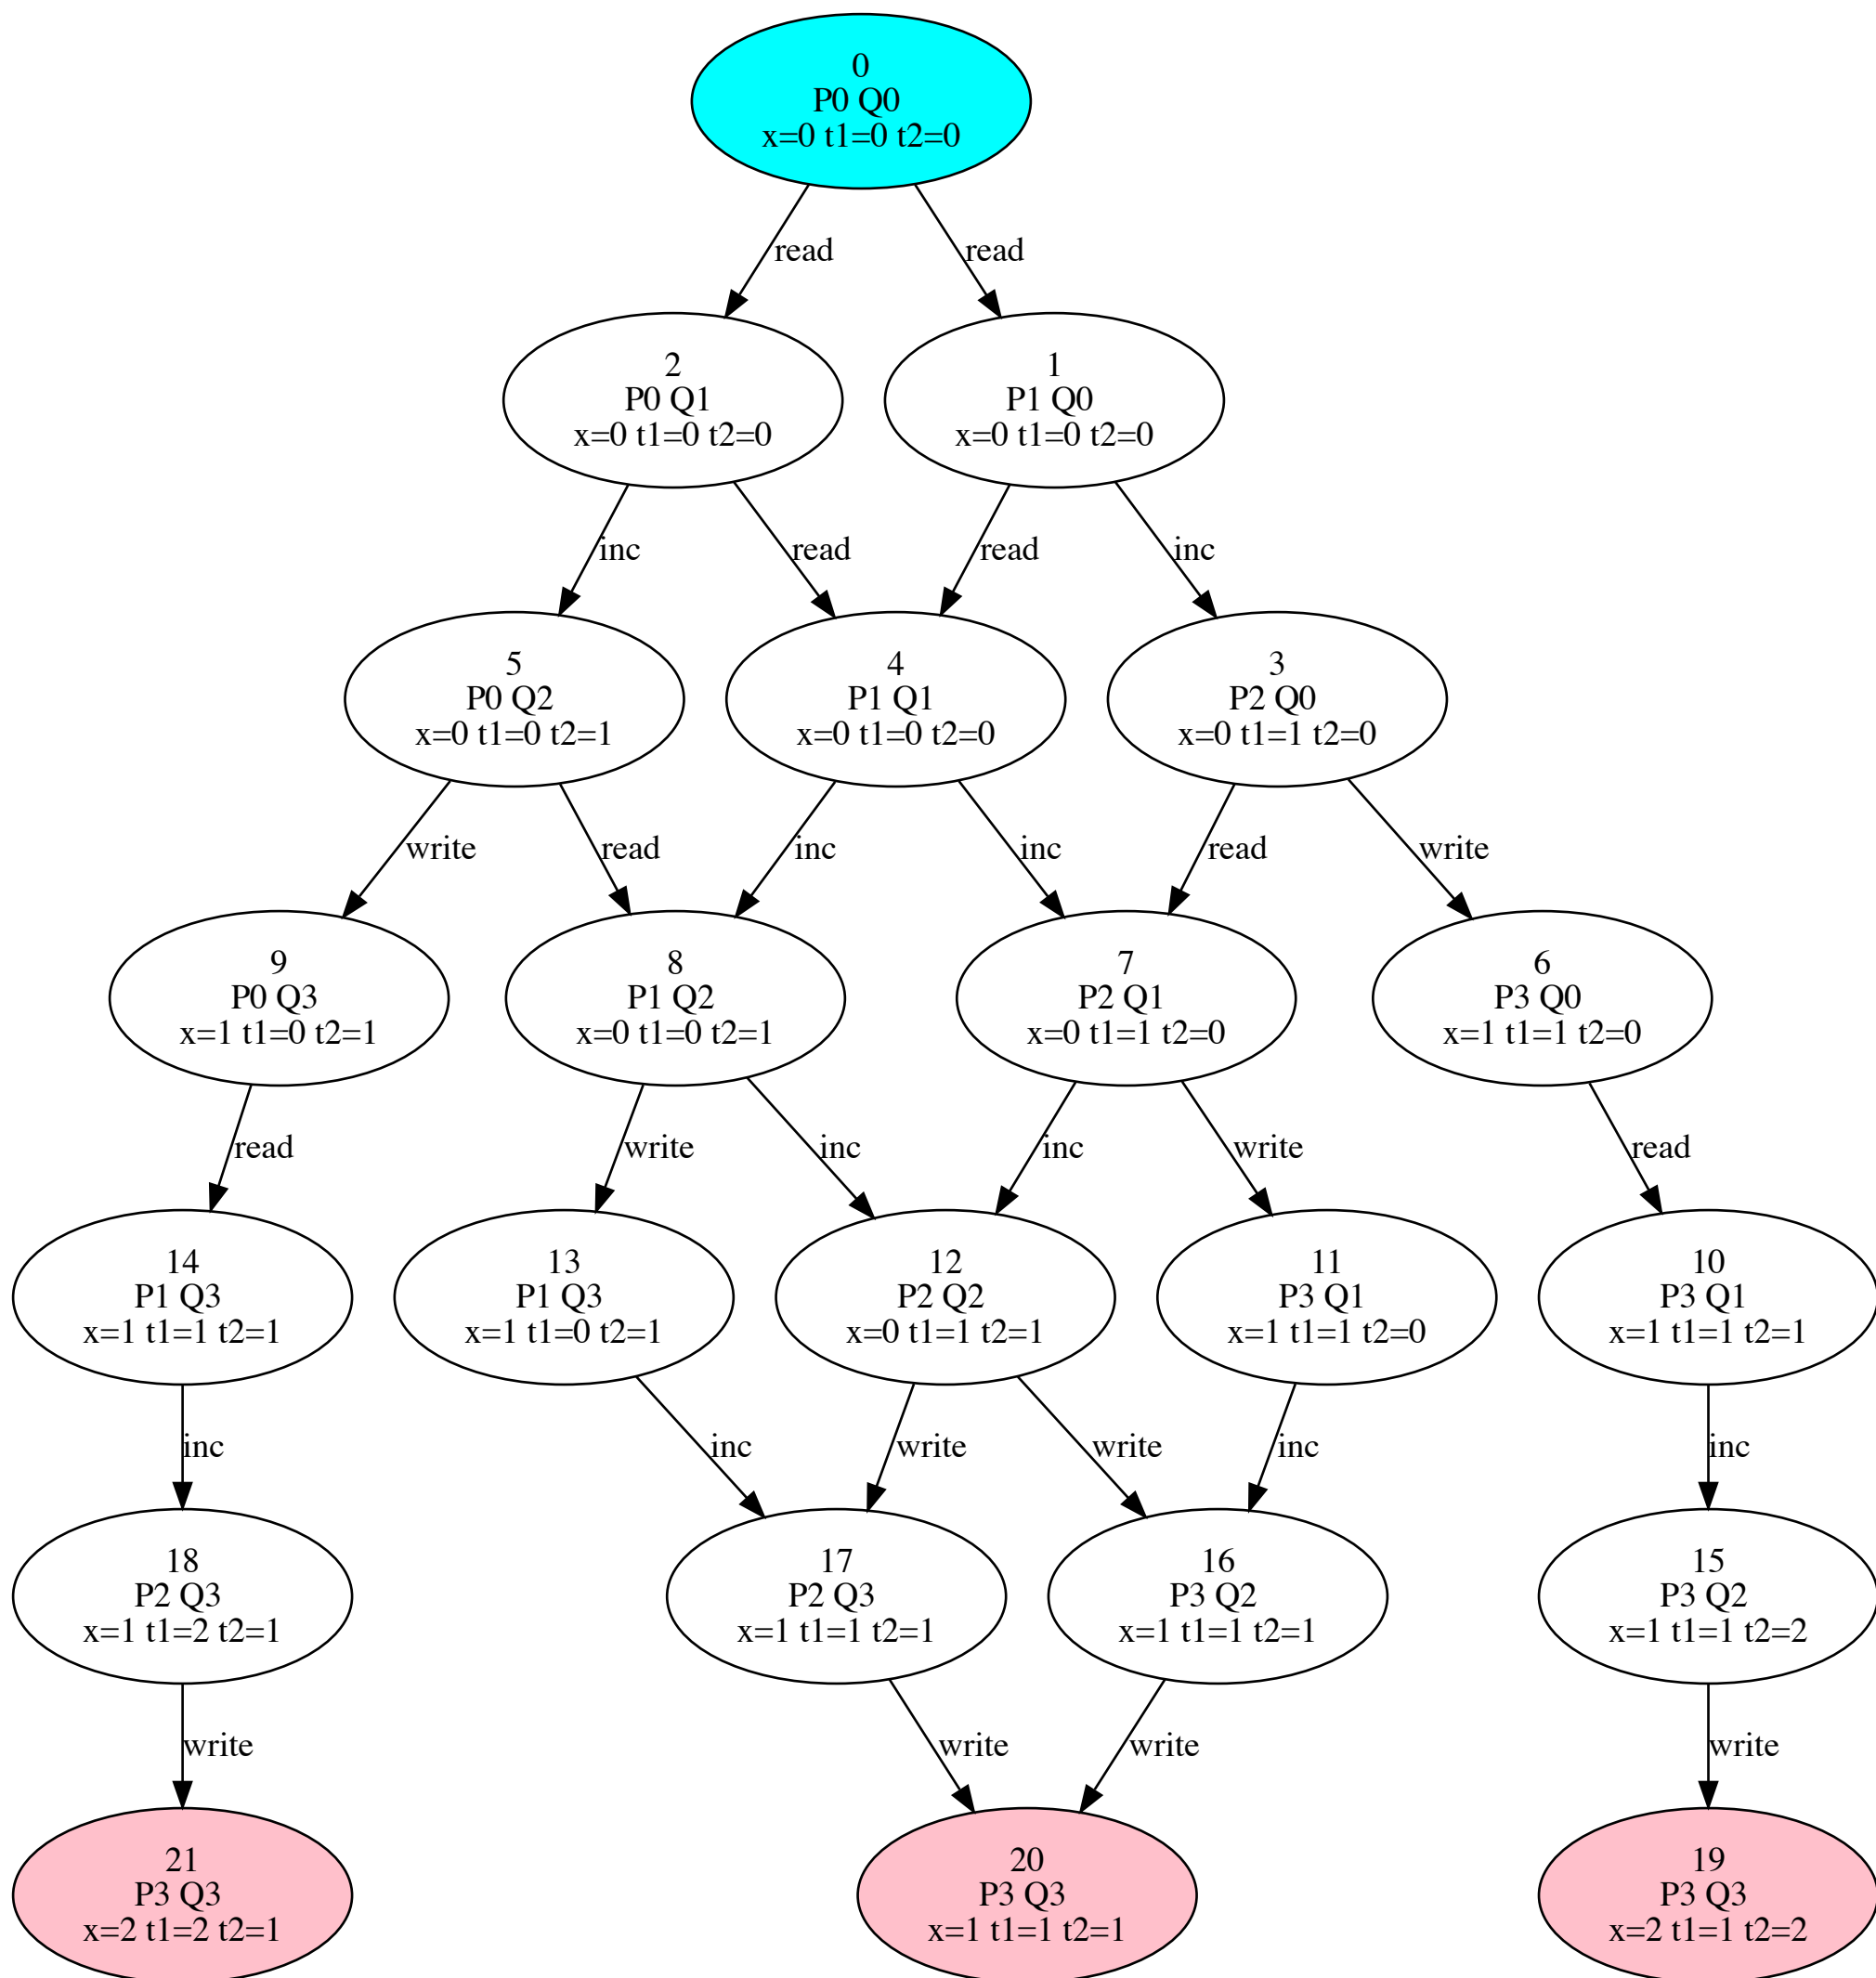 0
P0 Q0
x=0 t1=0 t2=0
read
read
2
P0 Q1
x=0 t1=0 t2=0
1
P1 Q0
x=0 t1=0 t2=0
inc
read
read
inc
5
P0 Q2
x=0 t1=0 t2=1
4
P1 Q1
x=0 t1=0 t2=0
3
P2 Q0
x=0 t1=1 t2=0
write
read
inc
inc
read
write
9
P0 Q3
x=1 t1=0 t2=1
8
P1 Q2
x=0 t1=0 t2=1
7
P2 Q1
x=0 t1=1 t2=0
6
P3 Q0
x=1 t1=1 t2=0
read
write
inc
inc
write
read
14
P1 Q3
x=1 t1=1 t2=1
13
P1 Q3
x=1 t1=0 t2=1
12
P2 Q2
x=0 t1=1 t2=1
11
P3 Q1
x=1 t1=1 t2=0
10
P3 Q1
x=1 t1=1 t2=1
inc
inc
write
write
inc
inc
18
P2 Q3
x=1 t1=2 t2=1
17
P2 Q3
x=1 t1=1 t2=1
16
P3 Q2
x=1 t1=1 t2=1
15
P3 Q2
x=1 t1=1 t2=2
write
write
write
write
21
P3 Q3
x=2 t1=2 t2=1
20
P3 Q3
x=1 t1=1 t2=1
19
P3 Q3
x=2 t1=1 t2=2